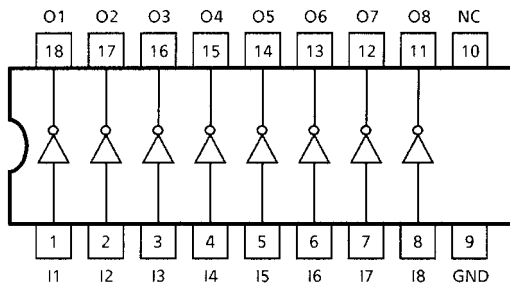 O1 O2 O3 O4 O5 O6 O7 O8 NC
18 17 16 15 14 13 12 11 10
1 2 3 4 5 6 7 8 9
I1 I2 I3 I4 I5 I6 I7 I8 GND